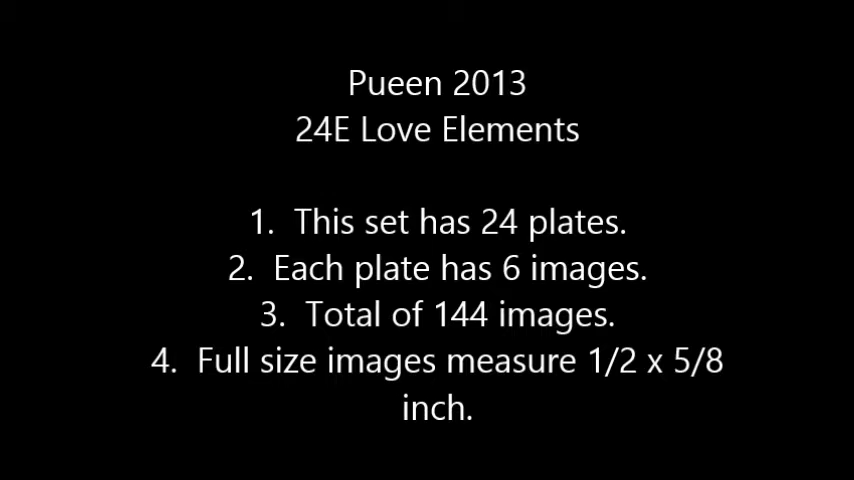 Pueen 2013
24E Love Elements
1.  This set has 24 plates.
2.  Each plate has 6 images.
3.  Total of 144 images.
4.  Full size images measure 1/2 x 5/8
inch.